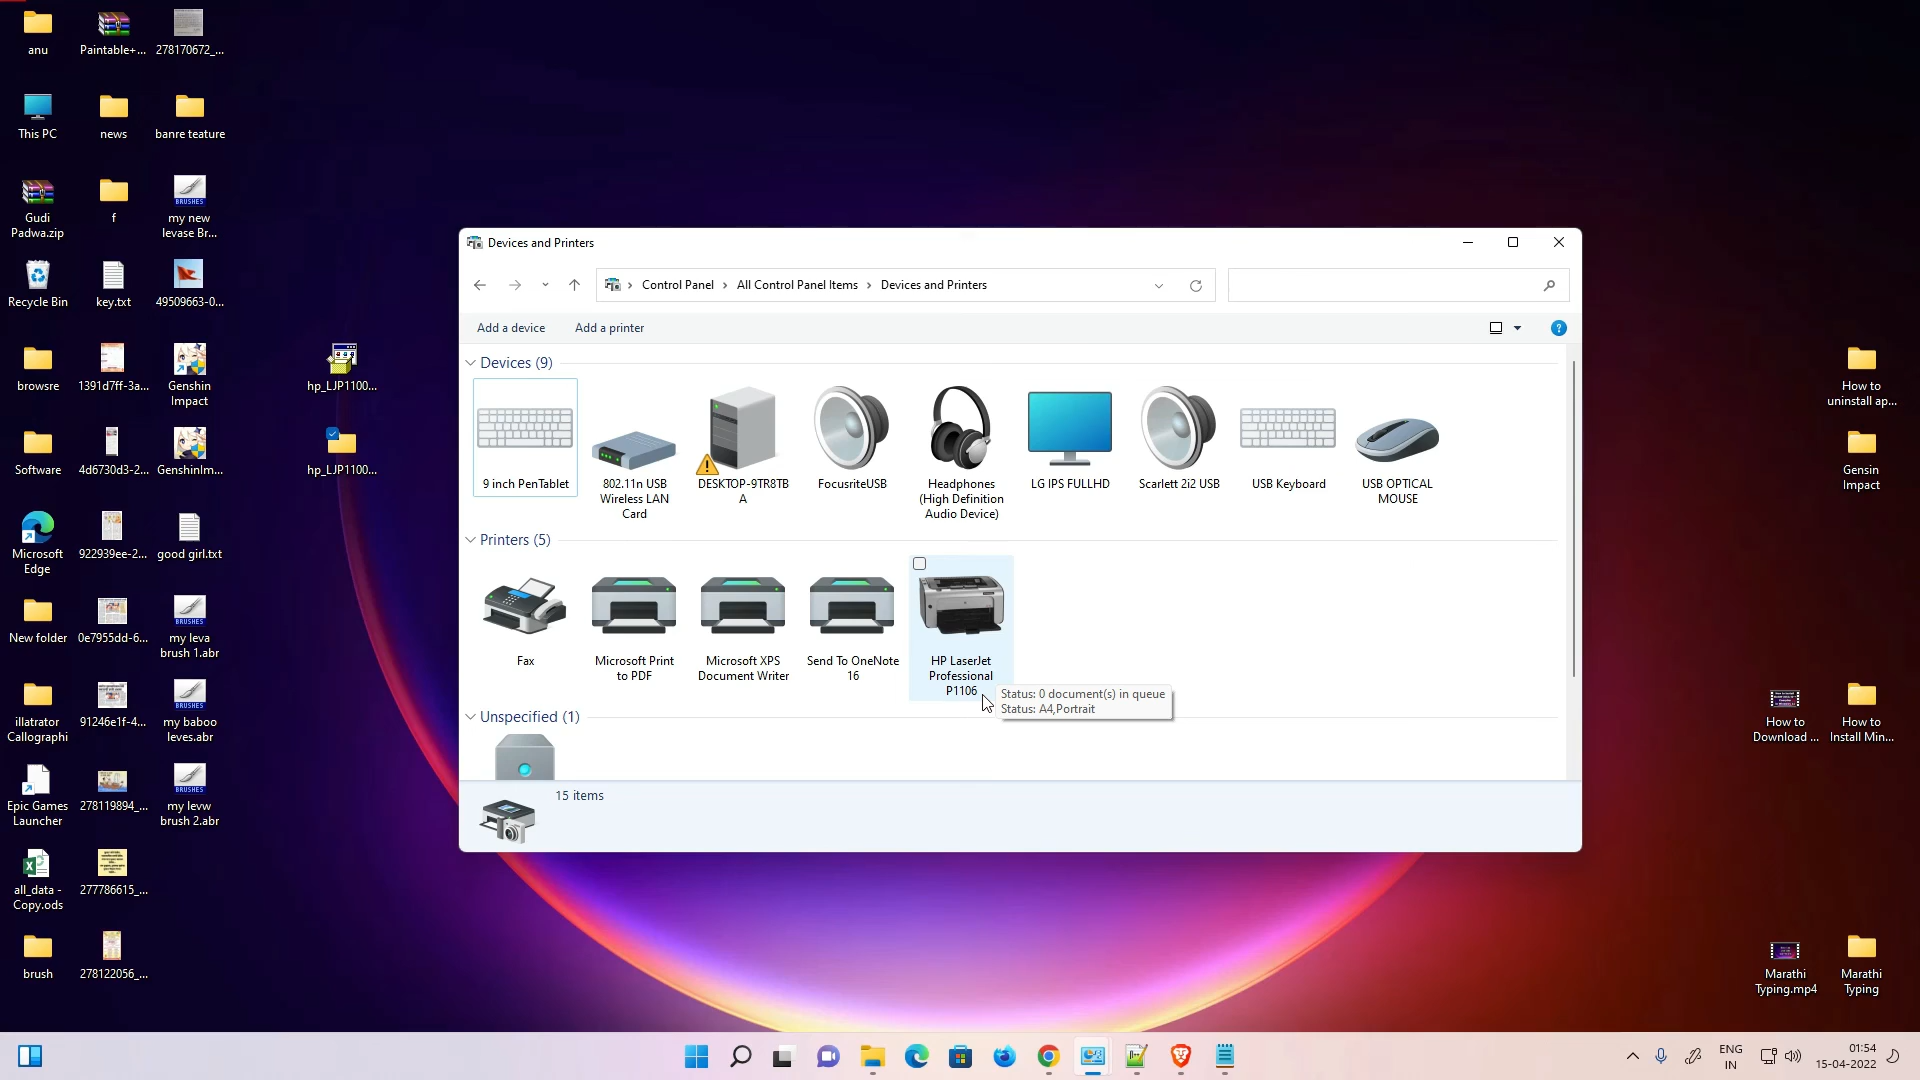 anu
Paintable+...
278170672_...
This PC
news
banre teature
Gudi
Padwa.zip
f
my new
levase Br...
BRUSHES
Recycle Bin
key.txt
49509663-0...
browsre
1391d7ff-3a...
Genshin
Impact
hp_LJP1100...
Software
4d6730d3-2...
GenshinIm...
hp_LJP1100...
Microsoft
Edge
922939ee-2...
good girl.txt
New folder
0e7955dd-6...
BRUSHES
my leva
brush 1.abr
illatrator
Callographi
91246e1f-4...
BRUSHES
my baboo
leves.abr
Epic Games
Launcher
278119894_...
BRUSHES
my levw
brush 2.abr
all_data -
Copy.ods
277786615_...
brush
278122056_...
Devices and Printers
Control Panel
All Control Panel Items
Devices and Printers
Add a device
Add a printer
Devices (9)
9 inch PenTablet
802.11n USB
Wireless LAN
Card
DESKTOP-9TR8TB
A
FocusriteUSB
Headphones
(High Definition
Audio Device)
LG IPS FULLHD
Scarlett 2i2 USB
USB Keyboard
USB OPTICAL
MOUSE
Printers (5)
Fax
Microsoft Print
to PDF
Microsoft XPS
Document Writer
Send To OneNote
16
HP LaserJet
Professional
P1106
Status: 0 document(s) in queue
Status: A4,Portrait
Unspecified (1)
15 items
How to
uninstall ap...
Gensin
Impact
How to
Download ...
How to
Install Min...
Marathi
Typing.mp4
Marathi
Typing
ENG
IN
01:54
15-04-2022